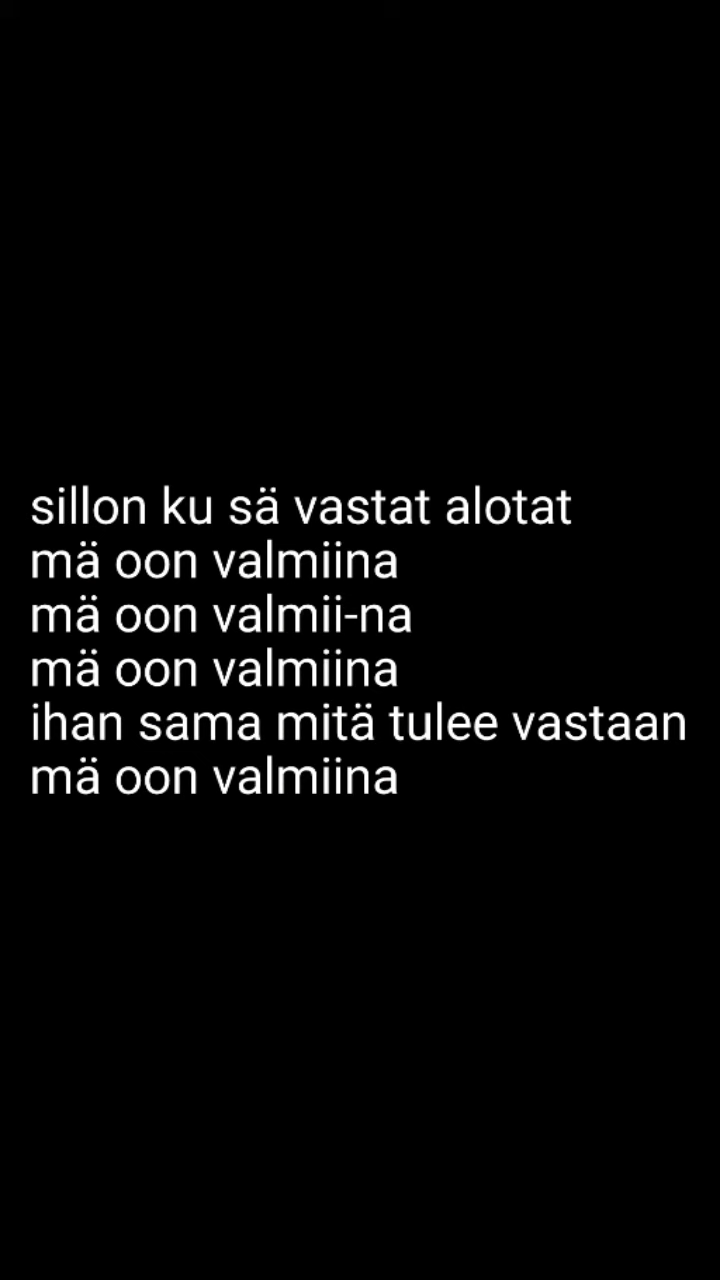 sillon ku sä vastat alotat
mä oon valmiina
mä oon valmii-na
mä oon valmiina
ihan sama mitä tulee vastaan
mä oon valmiina